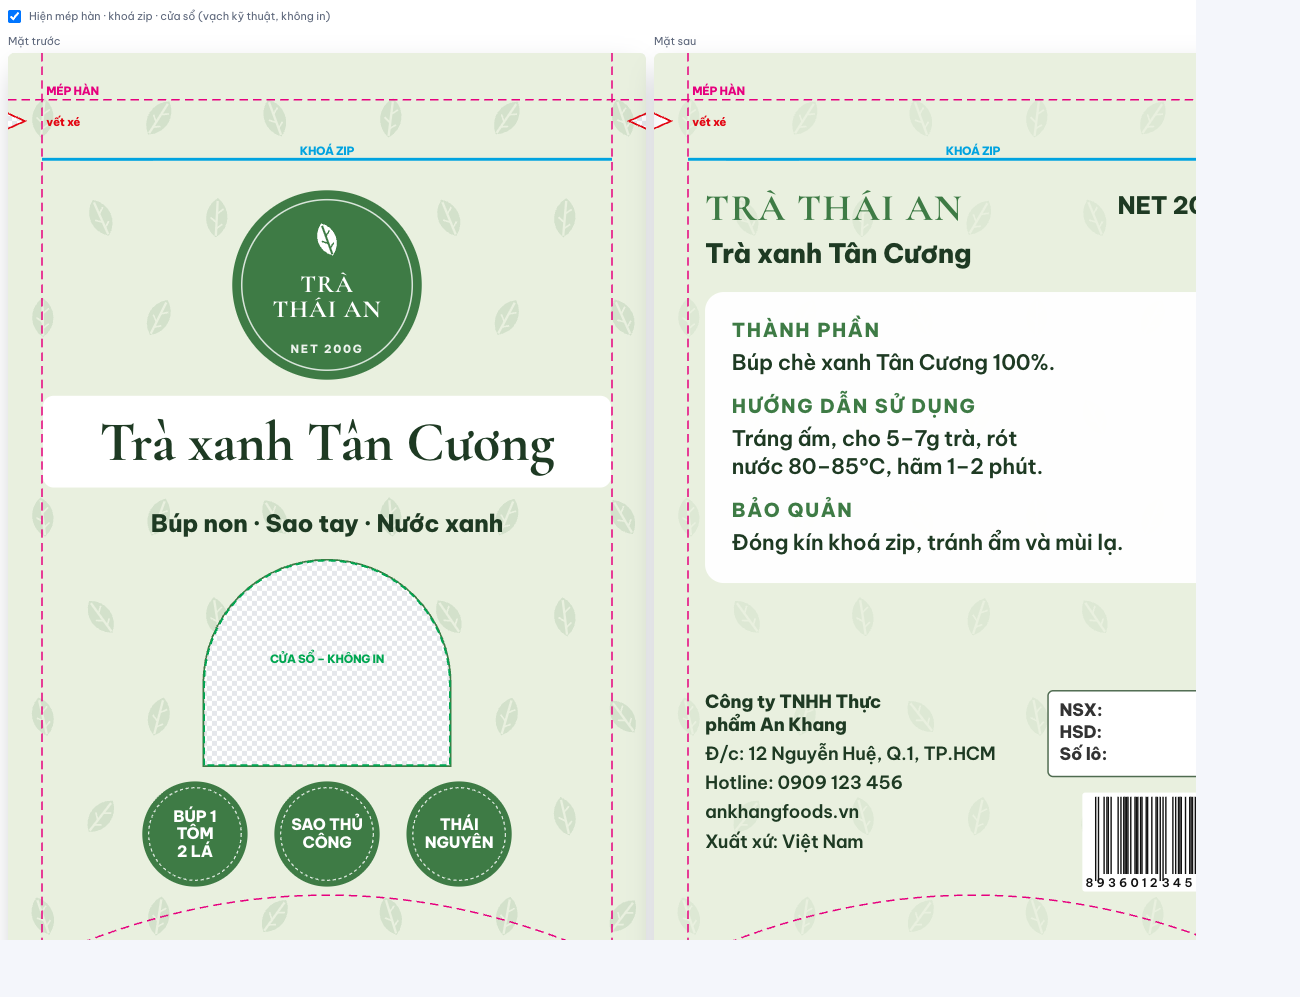 Hiện mép hàn · khoá zip · cửa sổ (vạch kỹ thuật, không in)
Mặt trước
MÉP HÀN
vết xé
KHOÁ ZIP
TRÀ
THÁI AN
NET 200G
Trà xanh Tân Cương
Búp non · Sao tay · Nước xanh
CỬA SỔ – KHÔNG IN
BÚP 1
TÔM
2 LÁ
SAO THỦ
CÔNG
THÁI
NGUYÊN
Mặt sau
MÉP HÀN
vết xé
KHOÁ ZIP
TRÀ THÁI AN
NET 20
Trà xanh Tân Cương
THÀNH PHẦN
Búp chè xanh Tân Cương 100%.
HƯỚNG DẪN SỬ DỤNG
Tráng ấm, cho 5–7g trà, rót
nước 80–85°C, hãm 1–2 phút.
BẢO QUẢN
Đóng kín khoá zip, tránh ẩm và mùi lạ.
Công ty TNHH Thực
phẩm An Khang
Đ/c: 12 Nguyễn Huệ, Q.1, TP.HCM
Hotline: 0909 123 456
ankhangfoods.vn
Xuất xứ: Việt Nam
NSX:
HSD:
Số lô:
8936012345